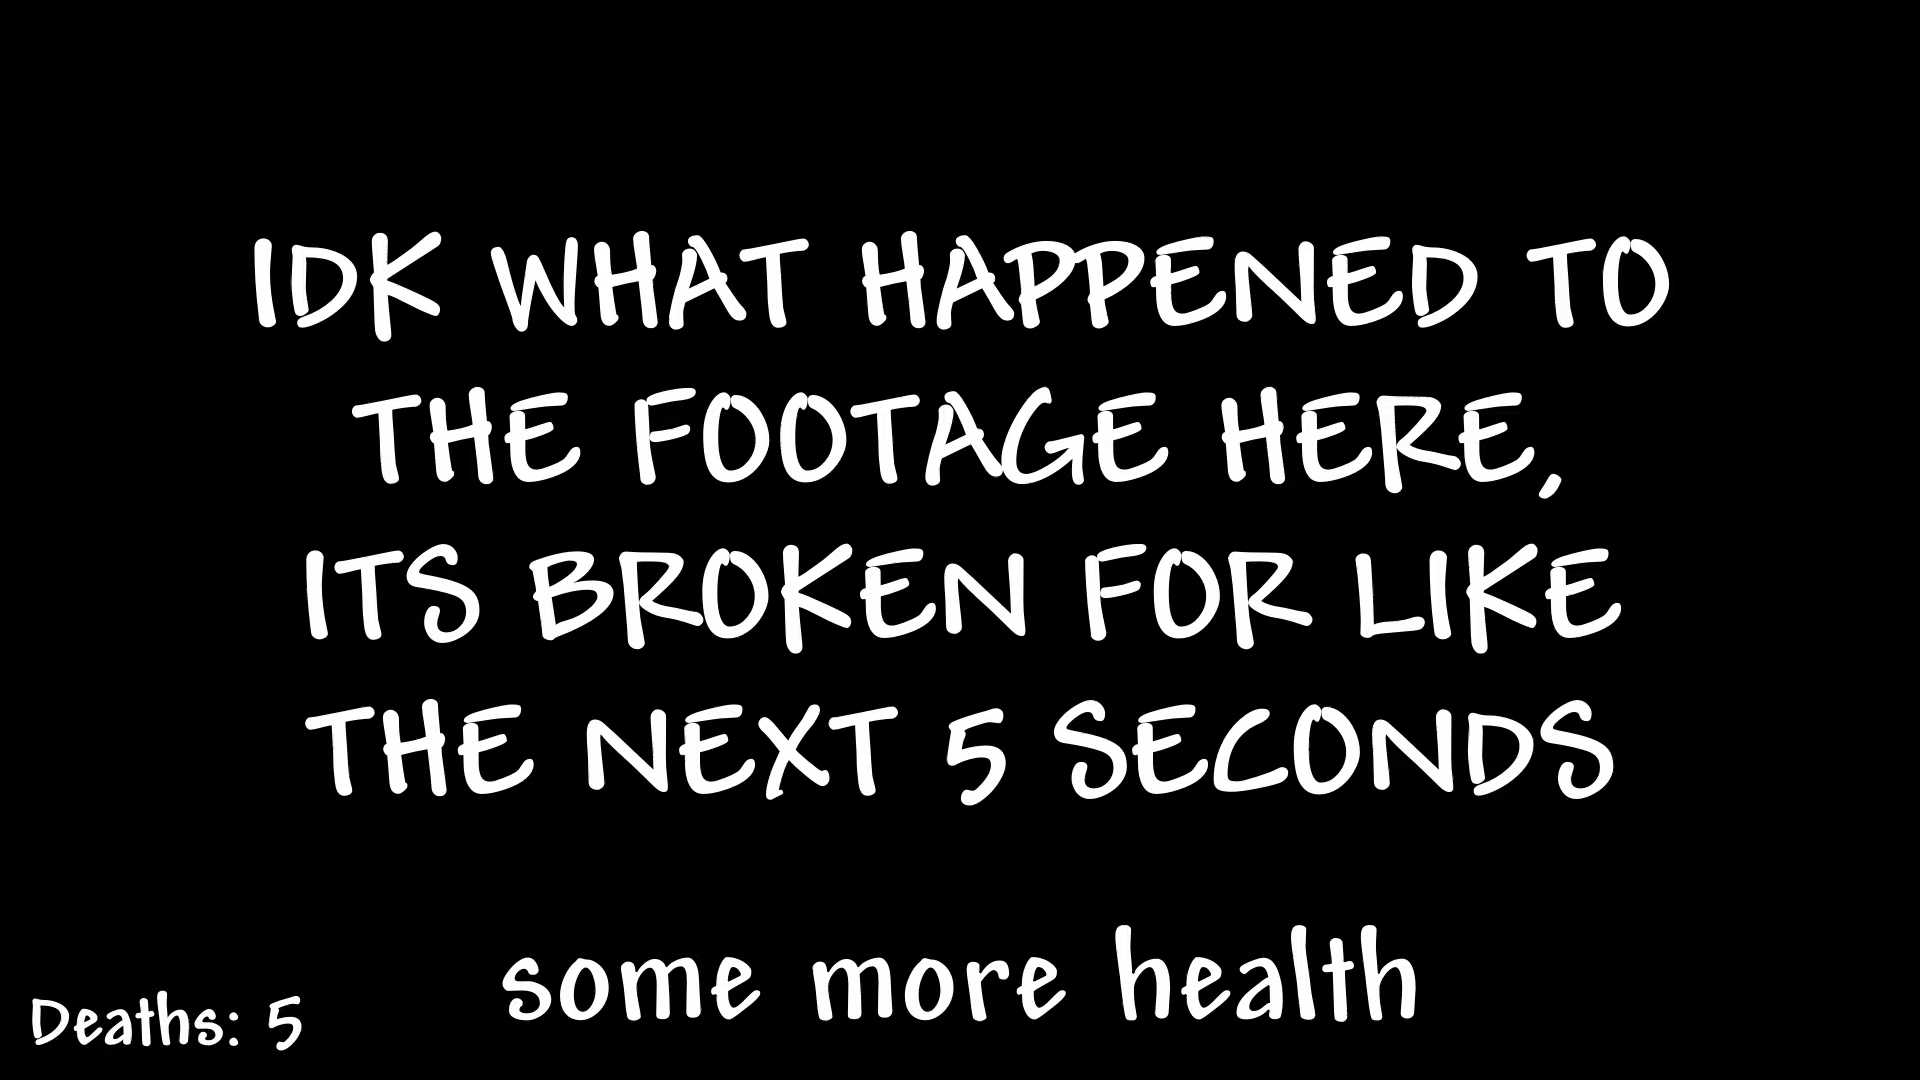 IDK WHAT HAPPENED TO
THE FOOTAGE HERE,
ITS BROKEN FOR LIKE
THE NEXT 5 SECONDS
some more health
Deaths: 5